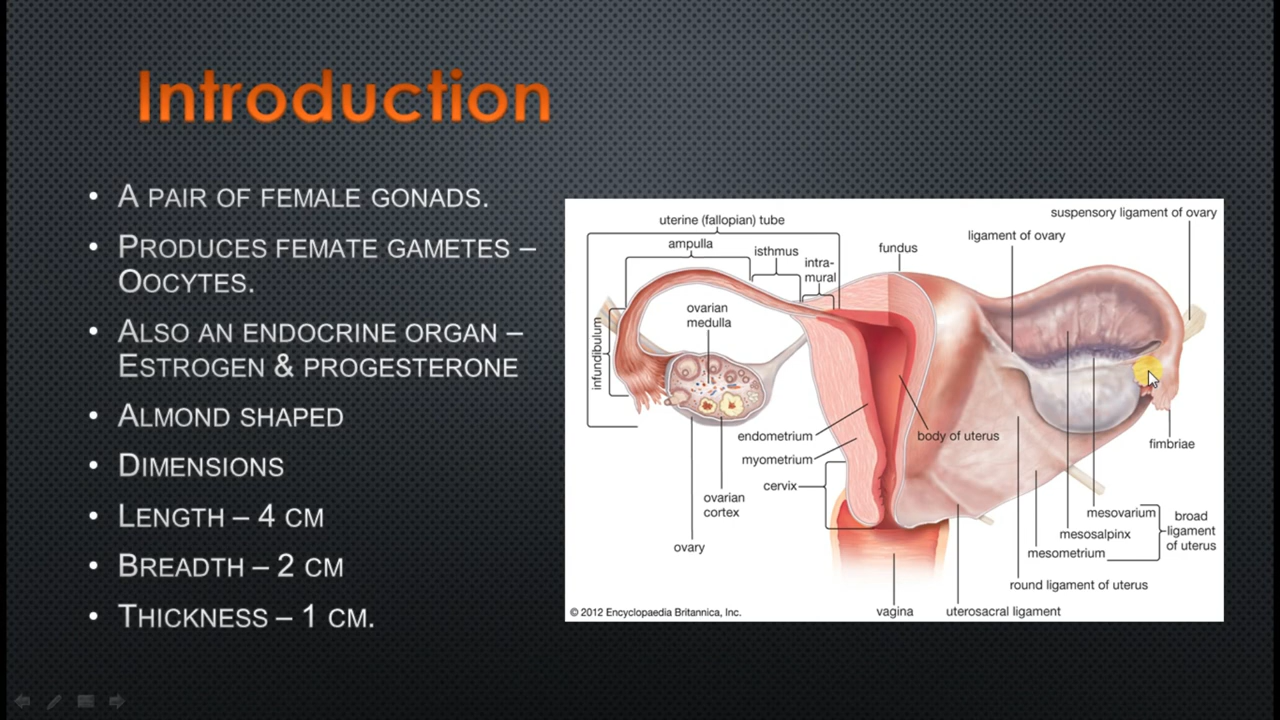 Introduction
• A PAIR OF FEMALE GONADS.
• PRODUCES FEMATE GAMETES –
OOCYTES.
• ALSO AN ENDOCRINE ORGAN –
ESTROGEN & PROGESTERONE
• ALMOND SHAPED
• DIMENSIONS
• LENGTH – 4 CM
• BREADTH – 2 CM
• THICKNESS – 1 CM.
suspensory ligament of ovary
uterine (fallopian) tube
ligament of ovary
ampulla
isthmus
fundus
intra-
mural
ovarian
medulla
infundibulum
endometrium
body of uterus
myometrium
fimbriae
cervix
ovarian
cortex
mesovarium
mesosalpinx
mesometrium
broad
ligament
of uterus
ovary
round ligament of uterus
vagina
uterosacral ligament
© 2012 Encyclopaedia Britannica, Inc.